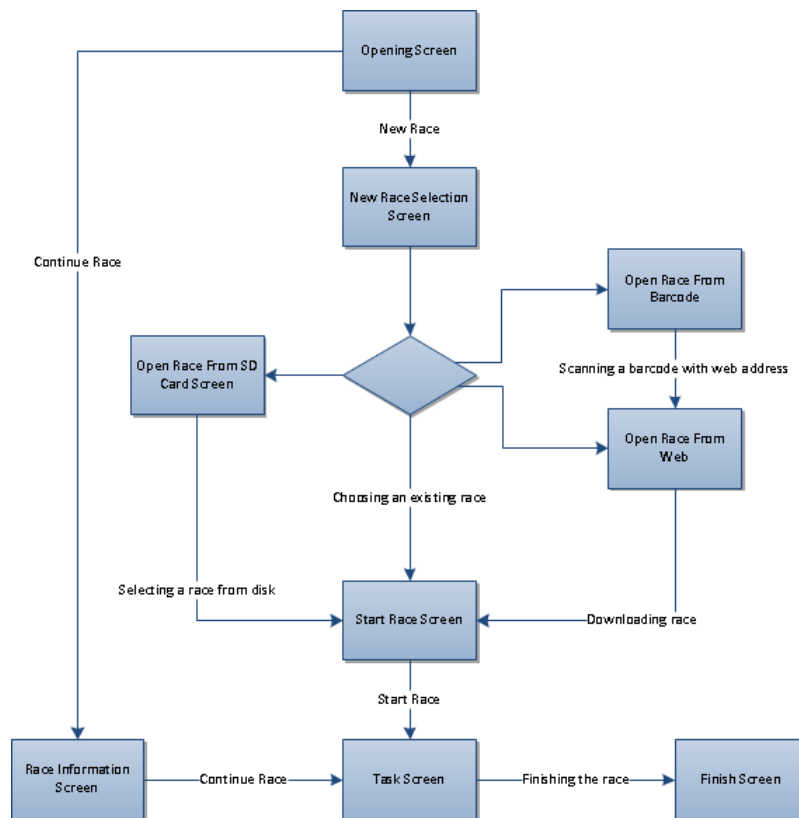 Opening Screen
New Race
New Race Selection
Screen
Continue Race
Open Race From
Barcode
Open Race From SD
Card Screen
Scanning a barcode with web address
Open Race From
Web
Choosing an existing race
Selecting a race from disk
Start Race Screen
Downloading race
Start Race
Race Information
Screen
Continue Race
Task Screen
Finishing the race
Finish Screen